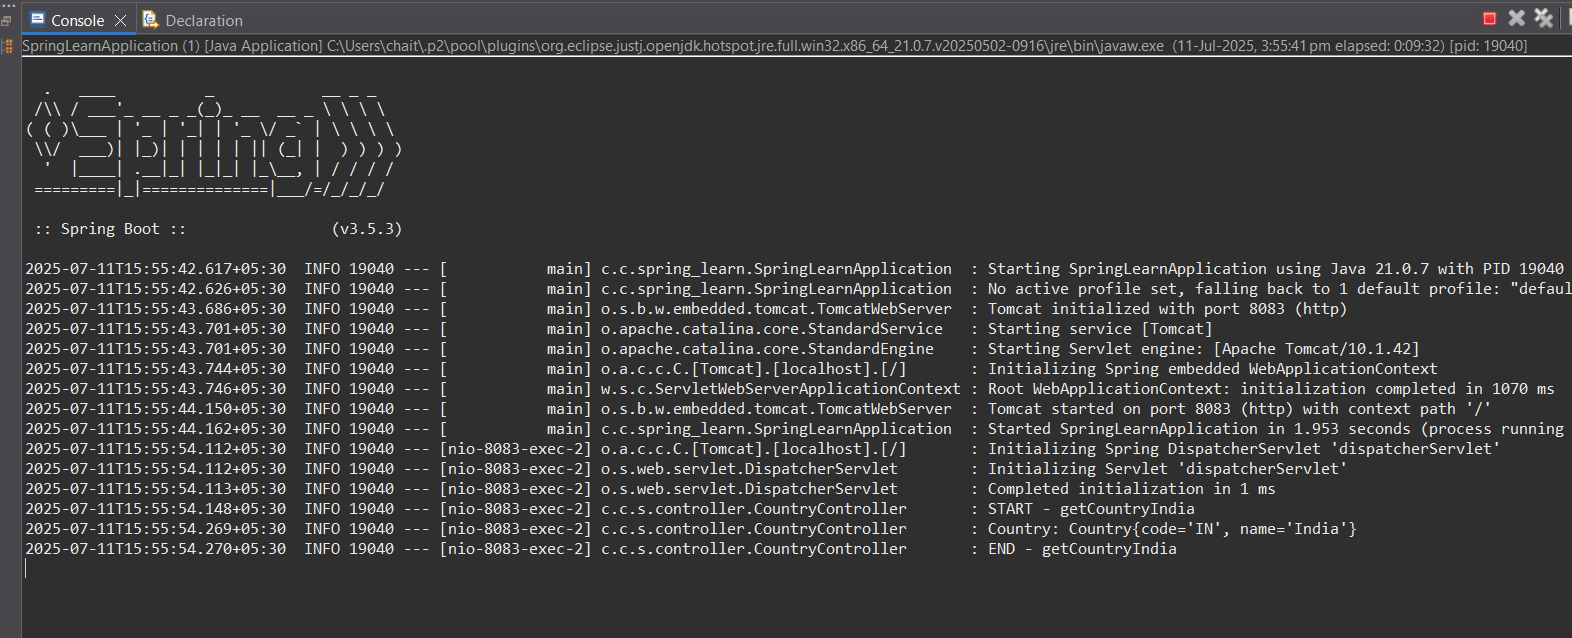 Console Declaration
SpringLearnApplication (1) [Java Application] C:\Users\chait\.p2\pool\plugins\org.eclipse.justj.openjdk.hotspot.jre.full.win32.x86_64_21.0.7.v20250502-0916\jre\bin\javaw.exe (11-Jul-2025, 3:55:41 pm elapsed: 0:09:32) [pid: 19040]
  .   ____          _            __ _ _
 /\\ / ___'_ __ _ _(_)_ __  __ _ \ \ \ \
( ( )\___ | '_ | '_| | '_ \/ _` | \ \ \ \
 \\/  ___)| |_)| | | | | || (_| |  ) ) ) )
  '  |____| .__|_| |_|_| |_\__, | / / / /
 =========|_|==============|___/=/_/_/_/
 :: Spring Boot ::                (v3.5.3)
2025-07-11T15:55:42.617+05:30  INFO 19040 --- [           main] c.c.spring_learn.SpringLearnApplication  : Starting SpringLearnApplication using Java 21.0.7 with PID 19040
2025-07-11T15:55:42.626+05:30  INFO 19040 --- [           main] c.c.spring_learn.SpringLearnApplication  : No active profile set, falling back to 1 default profile: "defaul
2025-07-11T15:55:43.686+05:30  INFO 19040 --- [           main] o.s.b.w.embedded.tomcat.TomcatWebServer  : Tomcat initialized with port 8083 (http)
2025-07-11T15:55:43.701+05:30  INFO 19040 --- [           main] o.apache.catalina.core.StandardService   : Starting service [Tomcat]
2025-07-11T15:55:43.701+05:30  INFO 19040 --- [           main] o.apache.catalina.core.StandardEngine    : Starting Servlet engine: [Apache Tomcat/10.1.42]
2025-07-11T15:55:43.744+05:30  INFO 19040 --- [           main] o.a.c.c.C.[Tomcat].[localhost].[/]       : Initializing Spring embedded WebApplicationContext
2025-07-11T15:55:43.746+05:30  INFO 19040 --- [           main] w.s.c.ServletWebServerApplicationContext : Root WebApplicationContext: initialization completed in 1070 ms
2025-07-11T15:55:44.150+05:30  INFO 19040 --- [           main] o.s.b.w.embedded.tomcat.TomcatWebServer  : Tomcat started on port 8083 (http) with context path '/'
2025-07-11T15:55:44.162+05:30  INFO 19040 --- [           main] c.c.spring_learn.SpringLearnApplication  : Started SpringLearnApplication in 1.953 seconds (process running
2025-07-11T15:55:54.112+05:30  INFO 19040 --- [nio-8083-exec-2] o.a.c.c.C.[Tomcat].[localhost].[/]       : Initializing Spring DispatcherServlet 'dispatcherServlet'
2025-07-11T15:55:54.112+05:30  INFO 19040 --- [nio-8083-exec-2] o.s.web.servlet.DispatcherServlet        : Initializing Servlet 'dispatcherServlet'
2025-07-11T15:55:54.113+05:30  INFO 19040 --- [nio-8083-exec-2] o.s.web.servlet.DispatcherServlet        : Completed initialization in 1 ms
2025-07-11T15:55:54.148+05:30  INFO 19040 --- [nio-8083-exec-2] c.c.s.controller.CountryController       : START - getCountryIndia
2025-07-11T15:55:54.269+05:30  INFO 19040 --- [nio-8083-exec-2] c.c.s.controller.CountryController       : Country: Country{code='IN', name='India'}
2025-07-11T15:55:54.270+05:30  INFO 19040 --- [nio-8083-exec-2] c.c.s.controller.CountryController       : END - getCountryIndia